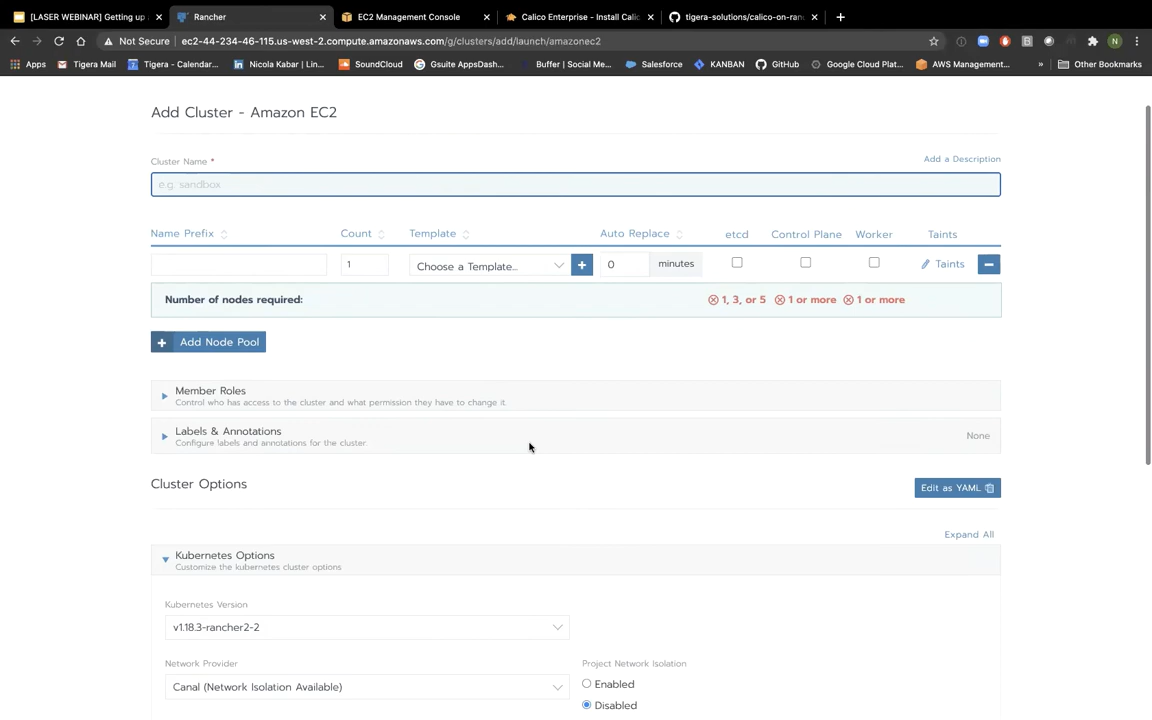 [LASER WEBINAR] Getting up
Rancher
EC2 Management Console
Calico Enterprise - Install Calic
tigera-solutions/calico-on-ran
Not Secure | ec2-44-234-46-115.us-west-2.compute.amazonaws.com/g/clusters/add/launch/amazonec2
Apps
Tigera Mail
Tigera - Calendar...
Nicola Kabar | Lin...
SoundCloud
Gsuite AppsDash...
Buffer | Social Me...
Salesforce
KANBAN
GitHub
Google Cloud Plat...
AWS Management...
»
Other Bookmarks
Add Cluster - Amazon EC2
Cluster Name *
Add a Description
e.g. sandbox
Name Prefix
Count
Template
Auto Replace
etcd
Control Plane
Worker
Taints
1
Choose a Template...
0
minutes
Taints
Number of nodes required:
1, 3, or 5
1 or more
1 or more
Add Node Pool
Member Roles
Control who has access to the cluster and what permission they have to change it.
Labels & Annotations
Configure labels and annotations for the cluster.
None
Cluster Options
Edit as YAML
Expand All
Kubernetes Options
Customize the kubernetes cluster options
Kubernetes Version
v1.18.3-rancher2-2
Network Provider
Project Network Isolation
Canal (Network Isolation Available)
Enabled
Disabled